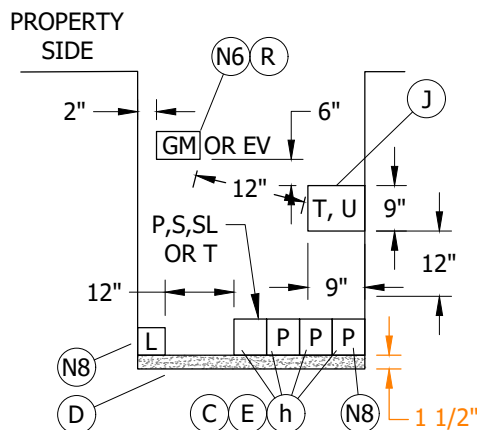 PROPERTY
SIDE
N6 R
2" 6" J
GM OR EV
12"
T, U 9"
P,S,SL
OR T
12" 9" 12"
L P P P
N8
D C E h N8 1 1/2"